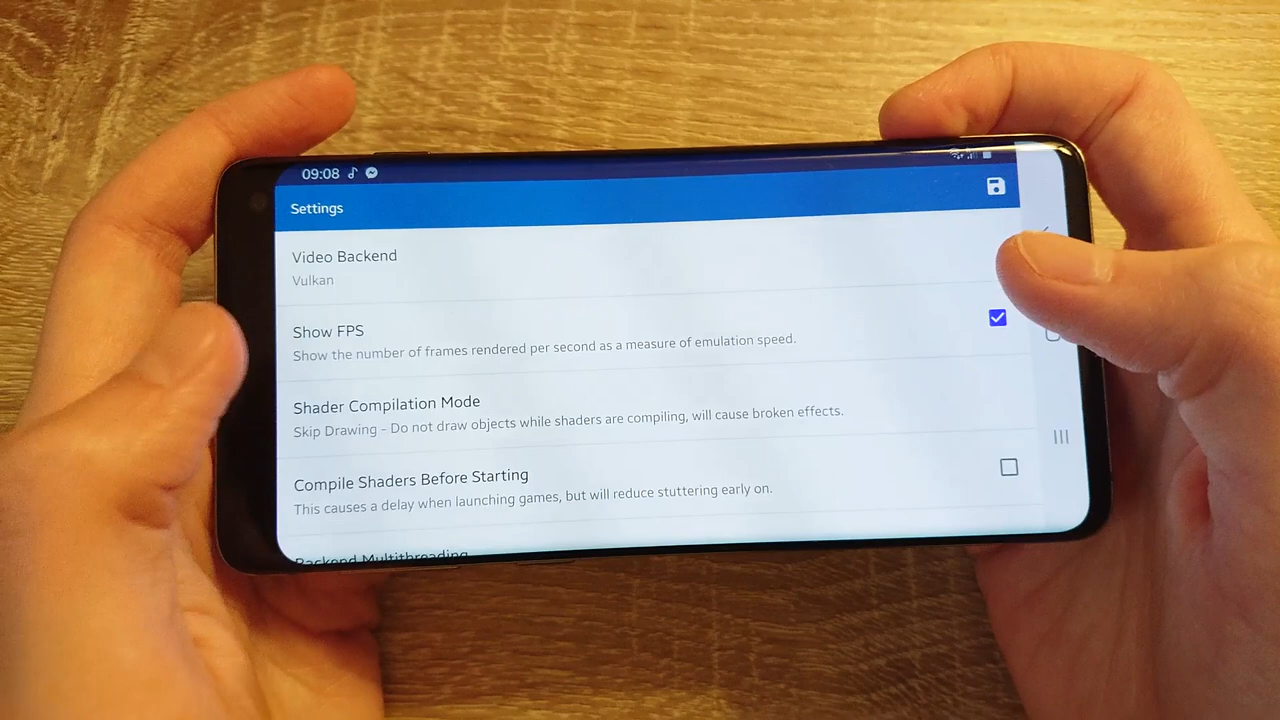 09:08
Settings
Video Backend
Vulkan
Show FPS
Show the number of frames rendered per second as a measure of emulation speed.
Shader Compilation Mode
Skip Drawing - Do not draw objects while shaders are compiling, will cause broken effects.
Compile Shaders Before Starting
This causes a delay when launching games, but will reduce stuttering early on.
Backend Multithreading